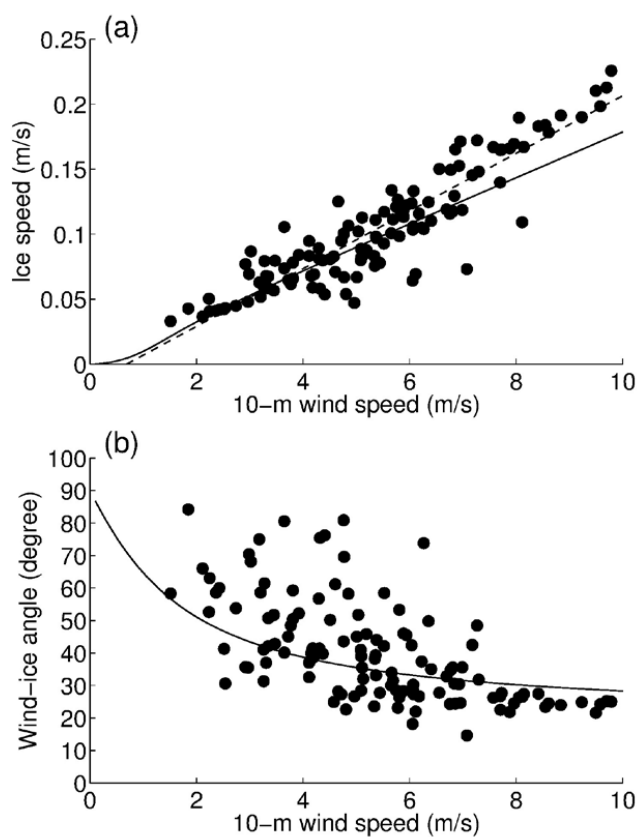 (a)
0.25
0.2
0.15
0.1
0.05
0
Ice speed (m/s)
0 2 4 6 8 10
10-m wind speed (m/s)
(b)
100
90
80
70
60
50
40
30
20
10
0
Wind-ice angle (degree)
0 2 4 6 8 10
10-m wind speed (m/s)